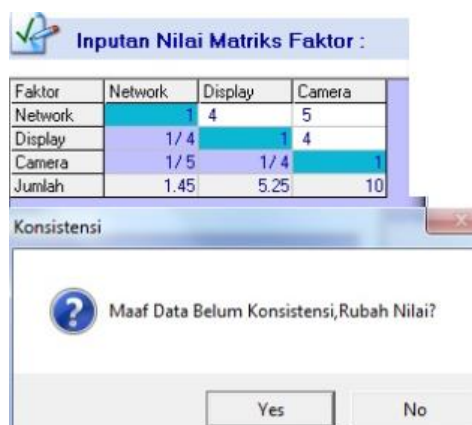 Inputan Nilai Matriks Faktor :
Faktor Network Display Camera
Network 1 4 5
Display 1/4 1 4
Camera 1/5 1/4 1
Jumlah 1.45 5.25 10
Konsistensi
Maaf Data Belum Konsistensi,Rubah Nilai?
Yes No